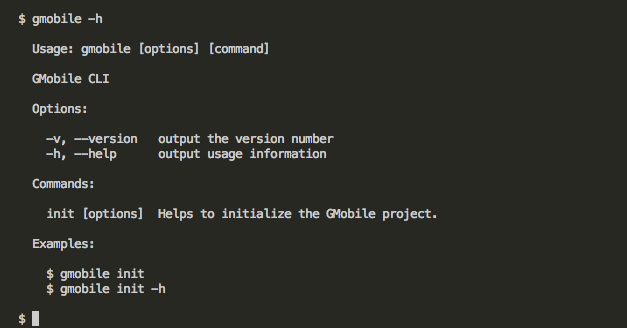 $ gmobile -h
Usage: gmobile [options] [command]
GMobile CLI
Options:
-v, --version   output the version number
-h, --help      output usage information
Commands:
init [options]  Helps to initialize the GMobile project.
Examples:
$ gmobile init
$ gmobile init -h
$